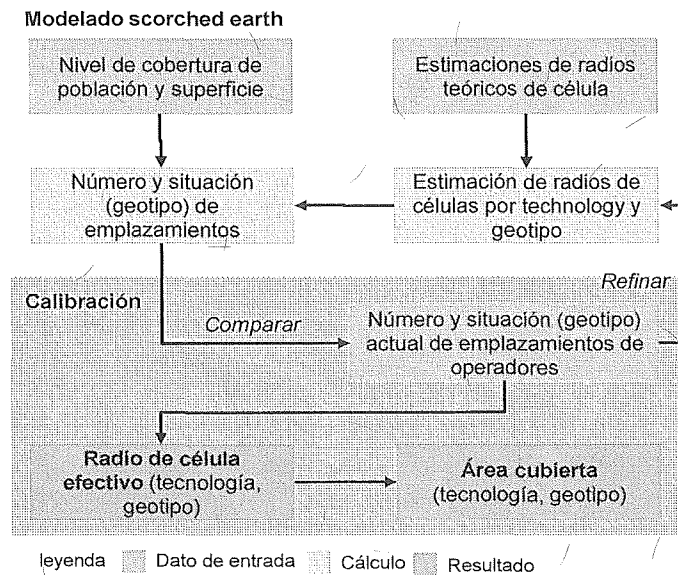 Modelado scorched earth
Nivel de cobertura de
población y superficie
Estimaciones de radios
teóricos de célula
Número y situación
(geotipo) de
emplazamientos
Estimación de radios de
células por technology y
geotipo
Refinar
Calibración
Comparar
Número y situación (geotipo)
actual de emplazamientos de
operadores
Radio de célula
efectivo (tecnología,
geotipo)
Área cubierta
(tecnología, geotipo)
leyenda Dato de entrada Cálculo Resultado